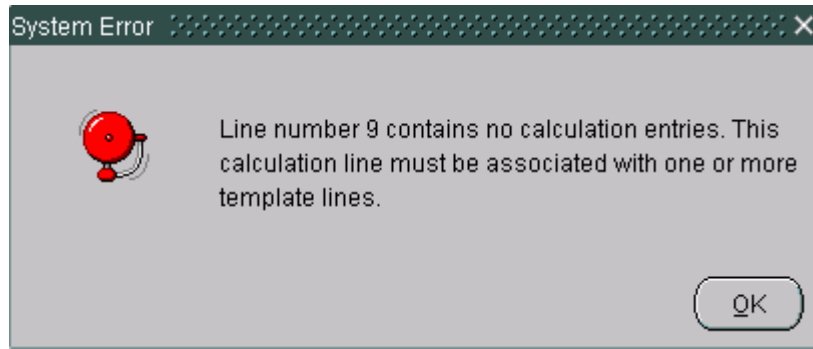 System Error
Line number 9 contains no calculation entries. This
calculation line must be associated with one or more
template lines.
OK